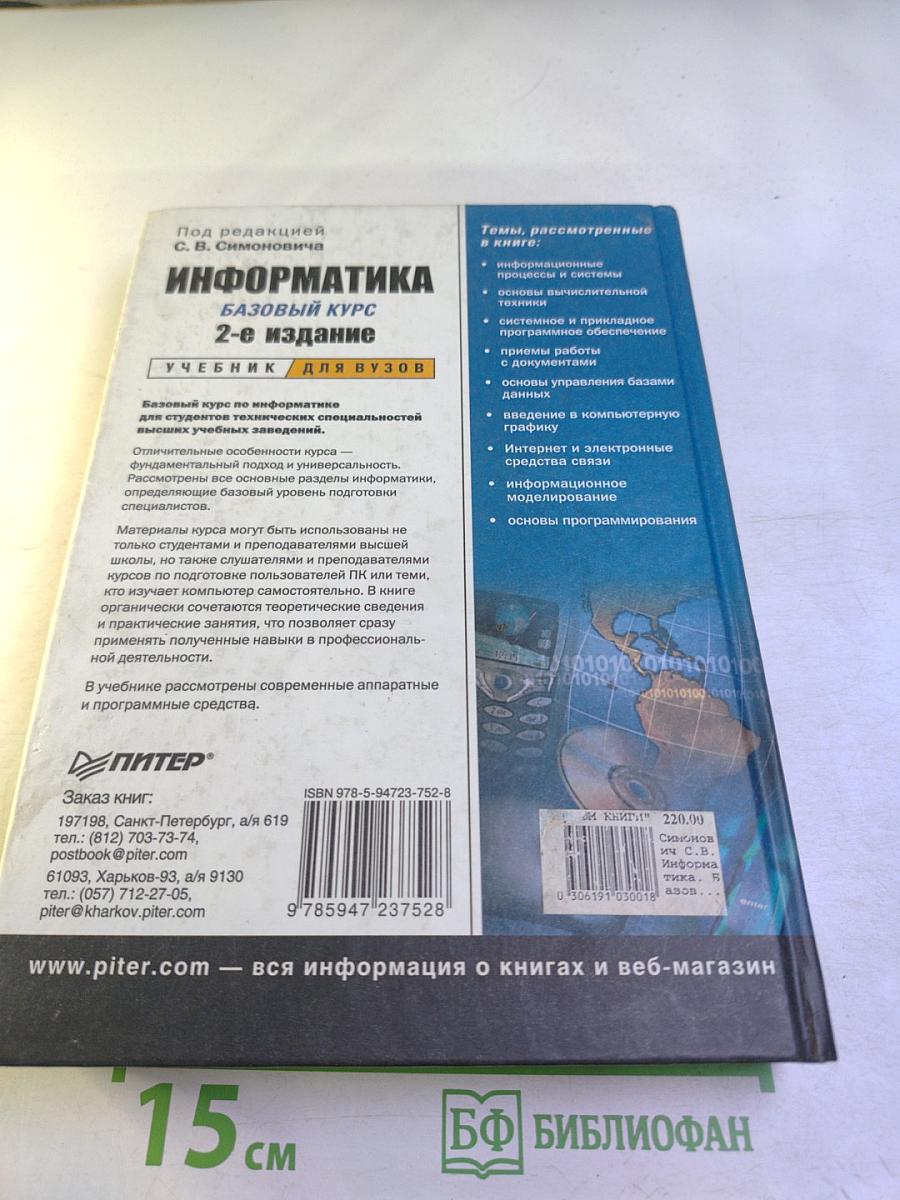 Под редакцией
С. В. Симоновича
ИНФОРМАТИКА
БАЗОВЫЙ КУРС
2-е издание
УЧЕБНИК ДЛЯ ВУЗОВ
Базовый курс по информатике
для студентов технических специальностей
высших учебных заведений.
Отличительные особенности курса —
фундаментальный подход и универсальность.
Рассмотрены все основные разделы информатики,
определяющие базовый уровень подготовки
специалистов.
Материалы курса могут быть использованы не
только студентами и преподавателями высшей
школы, но также слушателями и преподавателями
курсов по подготовке пользователей ПК или теми,
кто изучает компьютер самостоятельно. В книге
органически сочетаются теоретические сведения
и практические занятия, что позволяет сразу
применять полученные навыки в профессиональ-
ной деятельности.
В учебнике рассмотрены современные аппаратные
и программные средства.
ПИТЕР®
Заказ книг:
197198, Санкт-Петербург, а/я 619
тел.: (812) 703-73-74,
postbook@piter.com
61093, Харьков-93, а/я 9130
тел.: (057) 712-27-05,
piter@kharkov.piter.com
ISBN 978-5-94723-752-8
9 785947 237528
Темы, рассмотренные
в книге:
• информационные
процессы и системы
• основы вычислительной
техники
• системное и прикладное
программное обеспечение
• приемы работы
с документами
• основы управления базами
данных
• введение в компьютерную
графику
• Интернет и электронные
средства связи
• информационное
моделирование
• основы программирования
КНИГИ" 220.00
Симонов
ич С.В.
Информа
тика. Б
азов...
0 306191 030018
enter
www.piter.com — вся информация о книгах и веб-магазин
15 см
БФ БИБЛИОФАН